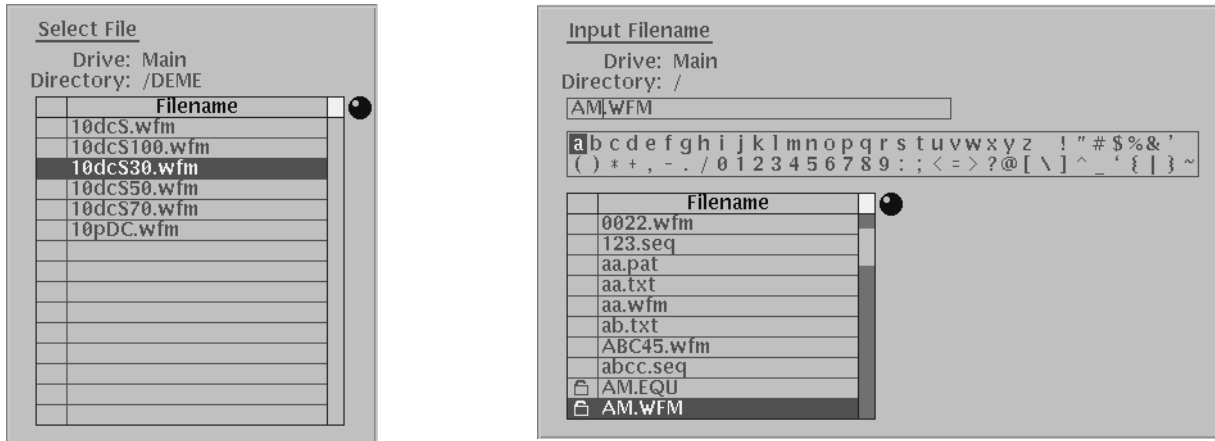 Select File
Drive: Main
Directory: /DEME
Filename
10dcS.wfm
10dcS100.wfm
10dcS30.wfm
10dcS50.wfm
10dcS70.wfm
10pDC.wfm
Input Filename
Drive: Main
Directory: /
AM.WFM
a b c d e f g h i j k l m n o p q r s t u v w x y z ! " # $ % & '
( ) * + , - . / 0 1 2 3 4 5 6 7 8 9 : ; < = > ? @ [ \ ] ^ _ ‘ { | } ~
Filename
0022.wfm
123.seq
aa.pat
aa.txt
aa.wfm
ab.txt
ABC45.wfm
abcc.seq
AM.EQU
AM.WFM